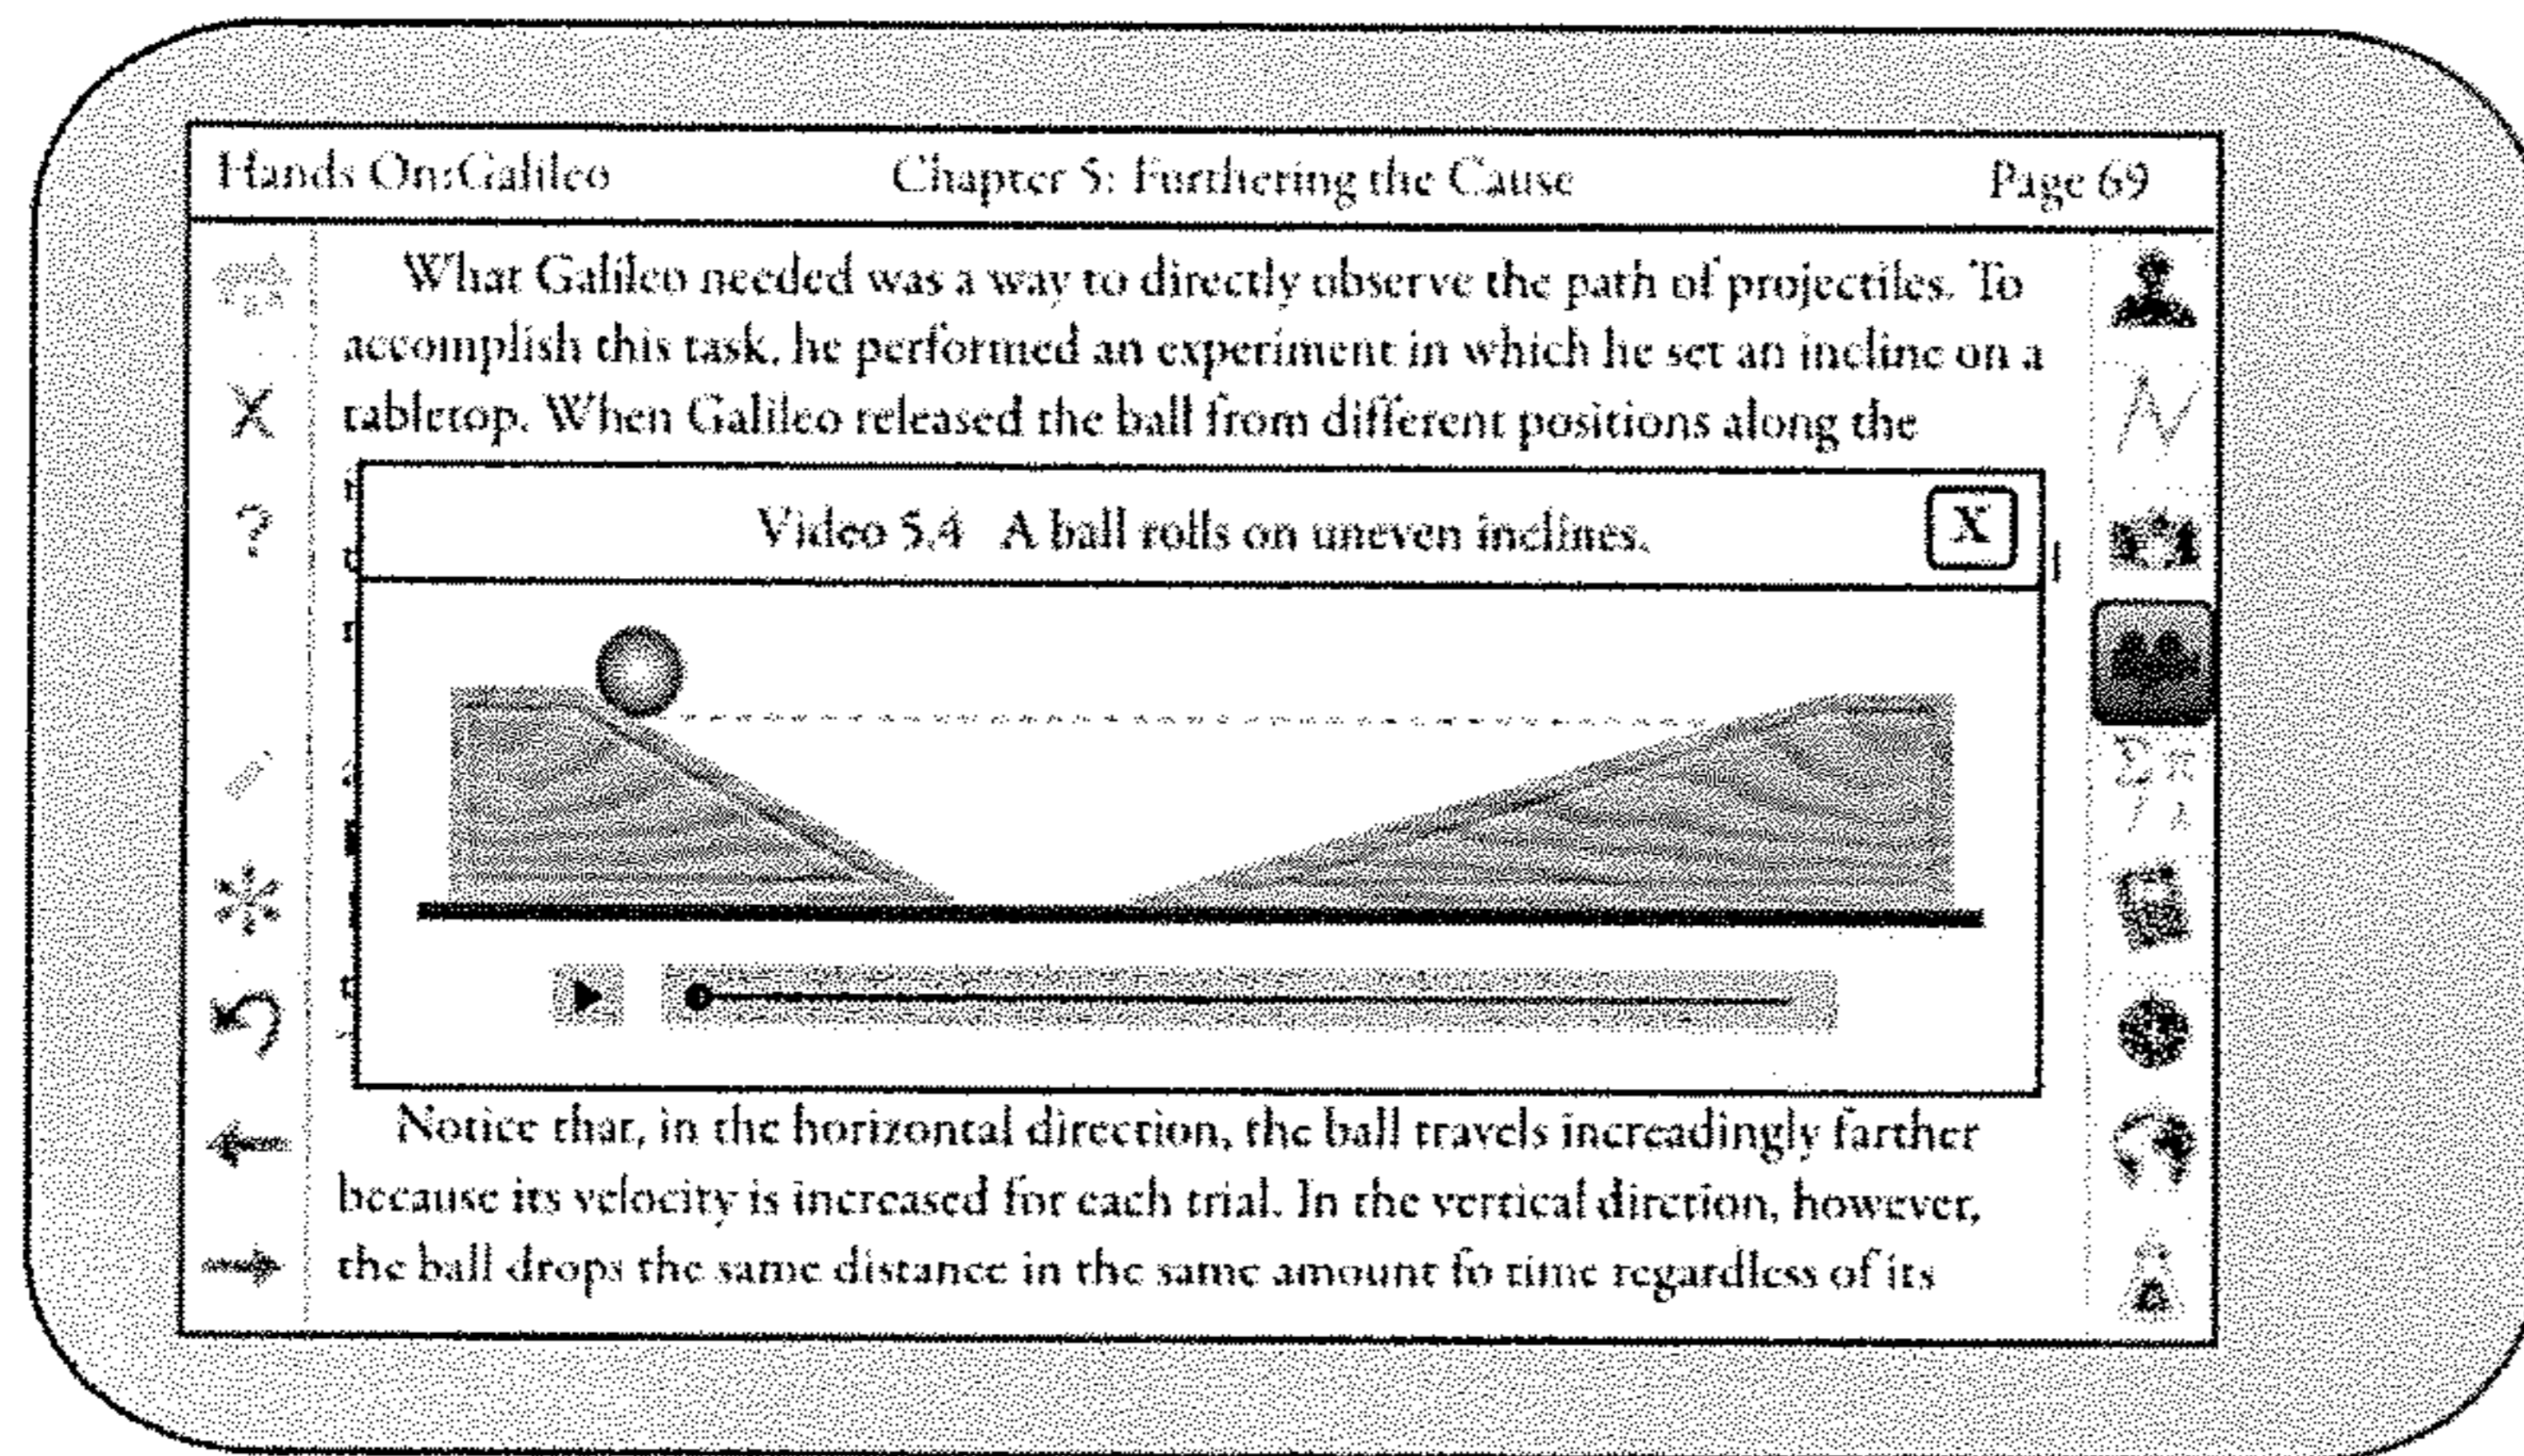 Hands On:Galileo
Chapter 5: Furthering the Cause
Page 69
What Galileo needed was a way to directly observe the path of projectiles. To
accomplish this task, he performed an experiment in which he set an incline on a
tabletop. When Galileo released the ball from different positions along the
Video 5.4 A ball rolls on uneven inclines.
X
X
?
Notice that, in the horizontal direction, the ball travels increadingly farther
because its velocity is increased for each trial. In the vertical dirction, however,
the ball drops the same distance in the same amount fo time regardless of its